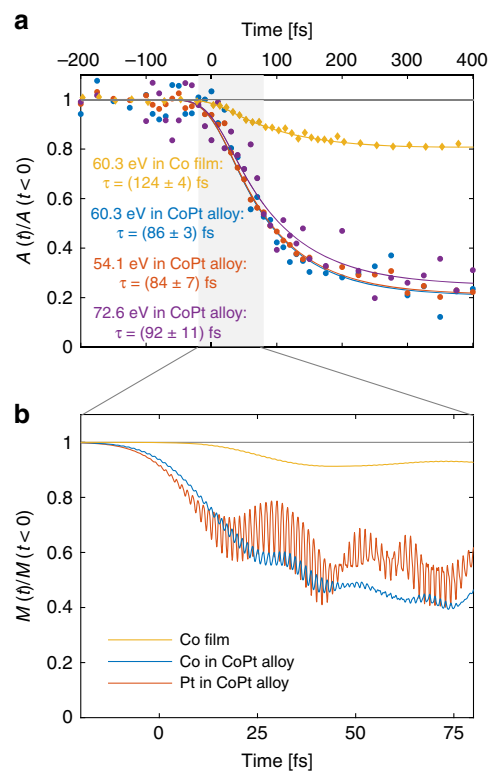 a
Time [fs]
−200 −100 0 100 200 300 400
1
0.8
0.6
0.4
0.2
0
A (t)/A (t < 0)
60.3 eV in Co film:
τ = (124 ± 4) fs
60.3 eV in CoPt alloy:
τ = (86 ± 3) fs
54.1 eV in CoPt alloy:
τ = (84 ± 7) fs
72.6 eV in CoPt alloy:
τ = (92 ± 11) fs
b
1
0.8
0.6
0.4
0.2
0
M (t)/M (t < 0)
Co film
Co in CoPt alloy
Pt in CoPt alloy
0 25 50 75
Time [fs]